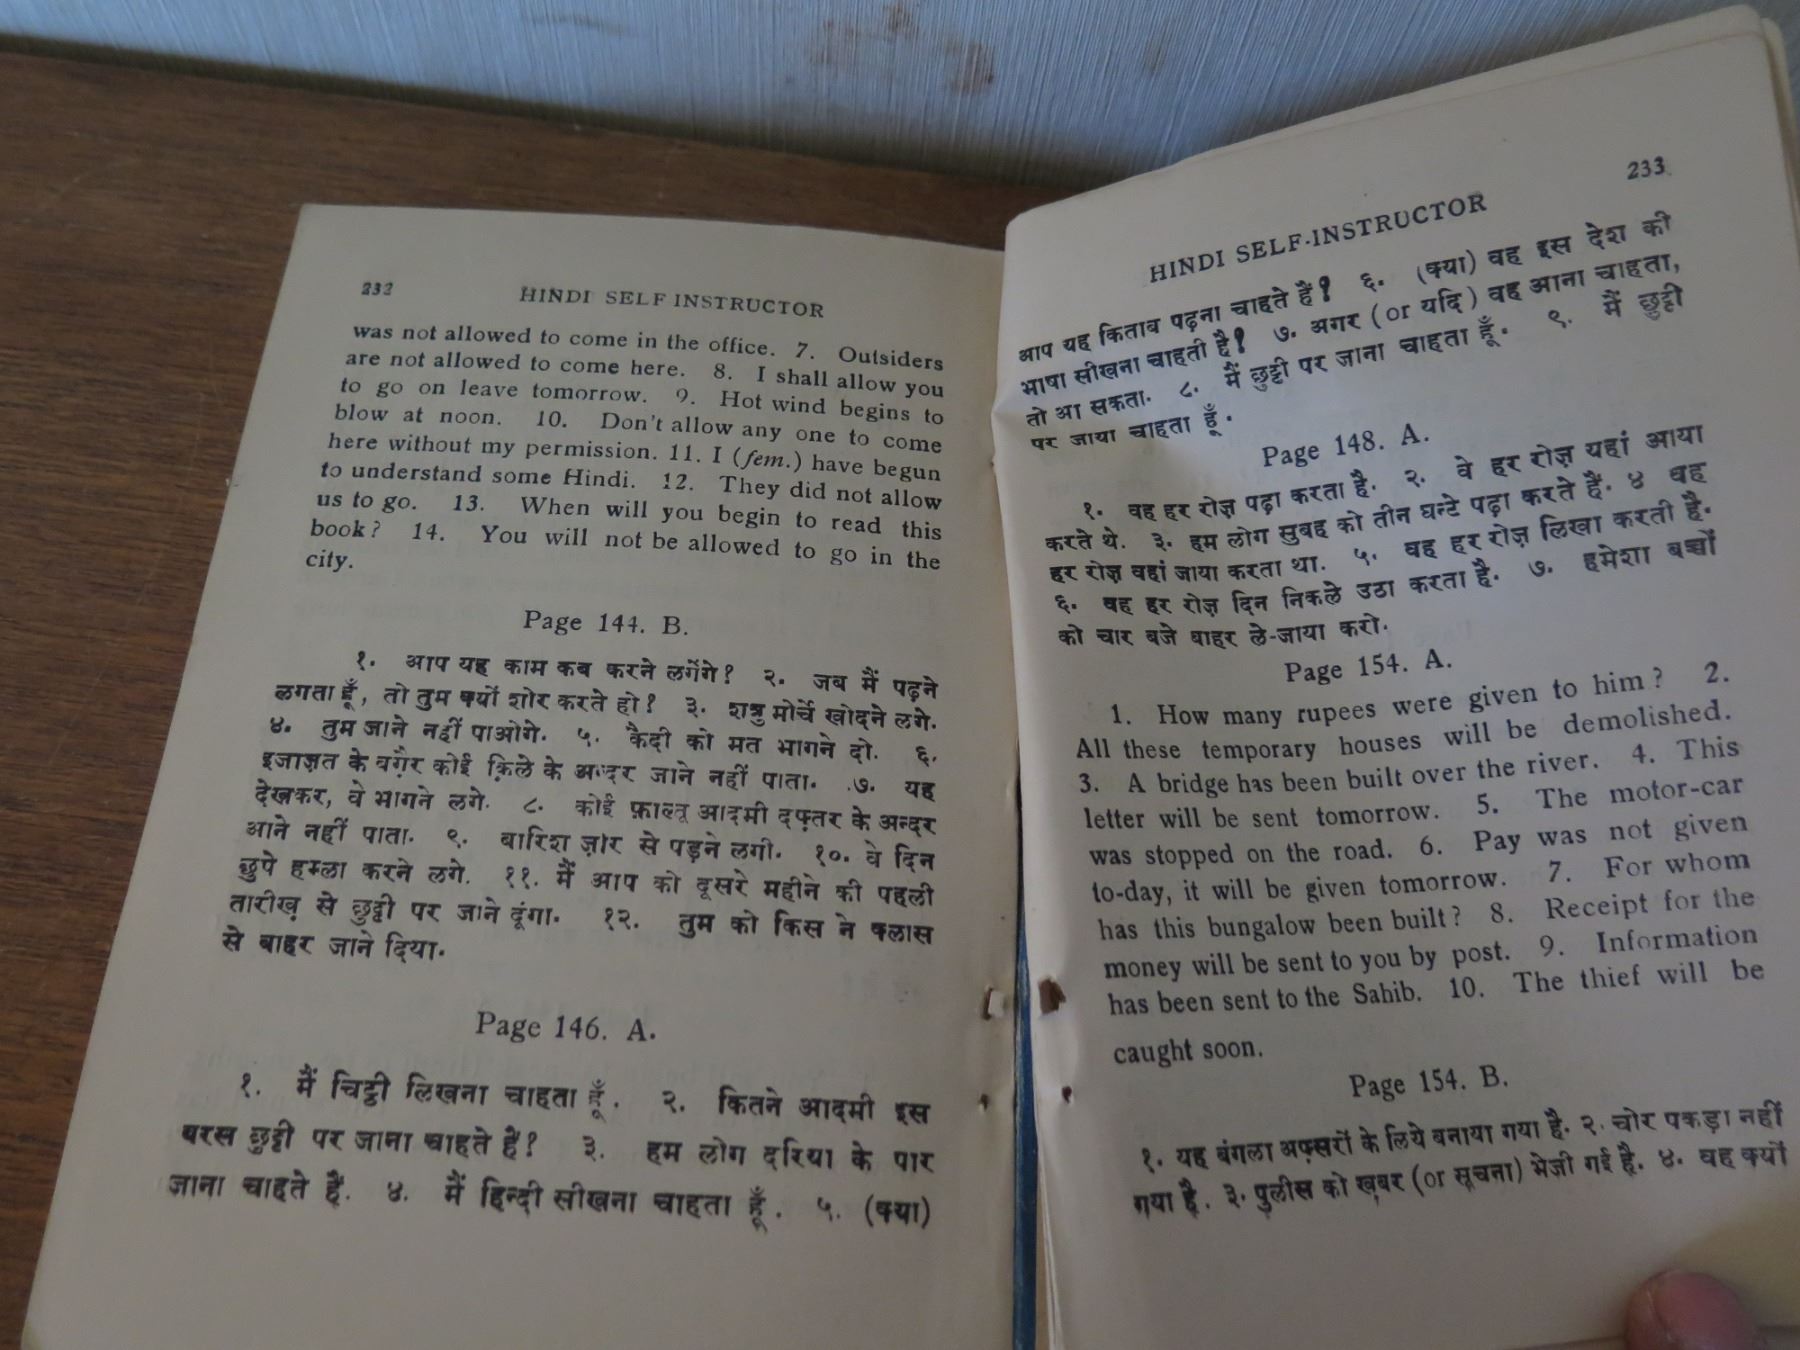 232 HINDI SELF INSTRUCTOR
was not allowed to come in the office. 7. Outsiders
are not allowed to come here. 8. I shall allow you
to go on leave tomorrow. 9. Hot wind begins to
blow at noon. 10. Don't allow any one to come
here without my permission. 11. I (fem.) have begun
to understand some Hindi. 12. They did not allow
us to go. 13. When will you begin to read this
book? 14. You will not be allowed to go in the
city.
Page 144. B.
१. आप यह काम कब करने लगेंगे? २. जब मैं पढ़ने
लगता हूँ, तो तुम क्यों शोर करते हो? ३. शत्रु मोर्चे खोदने लगे.
४. तुम जाने नहीं पाओगे. ५. कैदी को मत भागने दो. ६.
इजाज़त के वग़ैर कोई क़िले के अन्दर जाने नहीं पाता. ७. यह
देखकर, वे भागने लगे. ८. कोई फ़ाल्तू आदमी दफ़्तर के अन्दर
आने नहीं पाता. ९. बारिश ज़ोर से पड़ने लगी. १०. वे दिन
छुपे हम्ला करने लगे. ११. मैं आप को दूसरे महीने की पहली
तारीख़ से छुट्टी पर जाने दूंगा. १२. तुम को किस ने क्लास
से बाहर जाने दिया.
Page 146. A.
१. मैं चिट्ठी लिखना चाहता हूँ. २. कितने आदमी इस
बरस छुट्टी पर जाना चाहते हैं? ३. हम लोग दरिया के पार
जाना चाहते हैं. ४. मैं हिन्दी सीखना चाहता हूँ. ५. (क्या)
HINDI SELF-INSTRUCTOR 233
आप यह किताब पढ़ना चाहते हैं? ६. (क्या) वह इस देश की
भाषा सीखना चाहती है? ७. अगर (or यदि) वह आना चाहता,
तो आ सकता. ८. मैं छुट्टी पर जाना चाहता हूँ. ९. मैं छुट्टी
पर जाया चाहता हूँ.
Page 148. A.
१. वह हर रोज़ पढ़ा करता है. २. वे हर रोज़ यहां आया
करते थे. ३. हम लोग सुबह को तीन घन्टे पढ़ा करते हैं. ४ वह
हर रोज़ वहां जाया करता था. ५. वह हर रोज़ लिखा करती है.
६. वह हर रोज़ दिन निकले उठा करता है. ७. हमेशा बच्चों
को चार बजे बाहर ले-जाया करो.
Page 154. A.
1. How many rupees were given to him? 2.
All these temporary houses will be demolished.
3. A bridge has been built over the river. 4. This
letter will be sent tomorrow. 5. The motor-car
was stopped on the road. 6. Pay was not given
to-day, it will be given tomorrow. 7. For whom
has this bungalow been built? 8. Receipt for the
money will be sent to you by post. 9. Information
has been sent to the Sahib. 10. The thief will be
caught soon.
Page 154. B.
१. यह बंगला अफ़्सरों के लिये बनाया गया है. २. चोर पकड़ा नहीं
गया है. ३. पुलीस को ख़बर (or सूचना) भेजी गई है. ४. वह क्यों